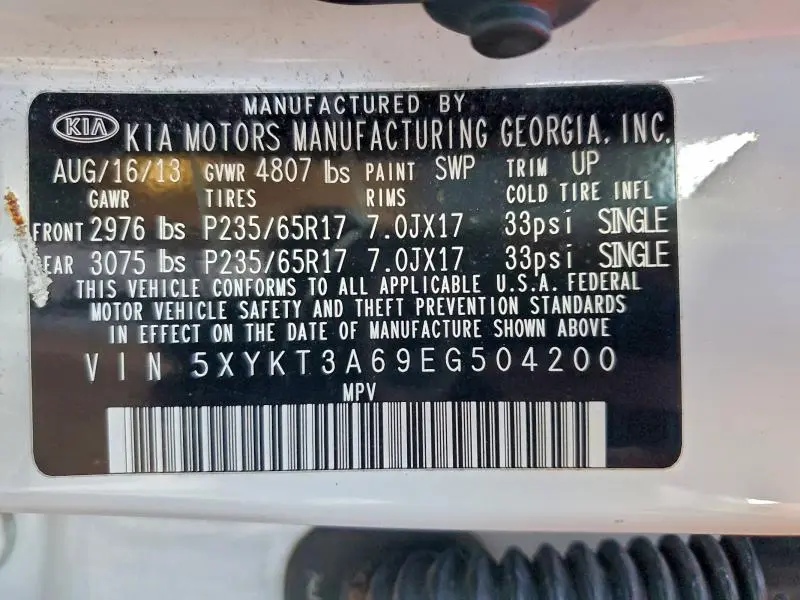 MANUFACTURED BY
KIA KIA MOTORS MANUFACTURING GEORGIA, INC.
AUG/16/13 GVWR 4807 lbs PAINT SWP TRIM UP
GAWR TIRES RIMS COLD TIRE INFL
FRONT 2976 lbs P235/65R17 7.0JX17 33psi SINGLE
EAR 3075 lbs P235/65R17 7.0JX17 33psi SINGLE
THIS VEHICLE CONFORMS TO ALL APPLICABLE U.S.A. FEDERAL
MOTOR VEHICLE SAFETY AND THEFT PREVENTION STANDARDS
IN EFFECT ON THE DATE OF MANUFACTURE SHOWN ABOVE
VIN 5XYKT3A69EG504200
MPV